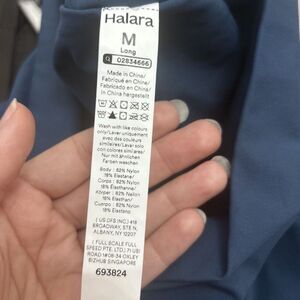 Halara
M
Long
02834666
Made in China/
Fabriqué en Chine/
Fabricado en China/
In China hergestellt
Wash with like colours
only/Laver uniquement
avec des couleurs
similaires/Lavar solo
con colores similares/
Nur mit ähnlichen
Farben waschen
Body : 82% Nylon
18% Elastane/
Corps : 82% Nylon
18% Élasthanne/
Körper : 82% Nylon
18% Elastan/
Cuerpo : 82% Nylon
18% Elastano
( US DFS INC.) 418
BROADWAY, STE N,
ALBANY, NY 12207
( FULL SCALE FULL
SPEED PTE. LTD.) 71 UBI
ROAD 1#08-34 OXLEY
BIZHUB SINGAPORE
693824